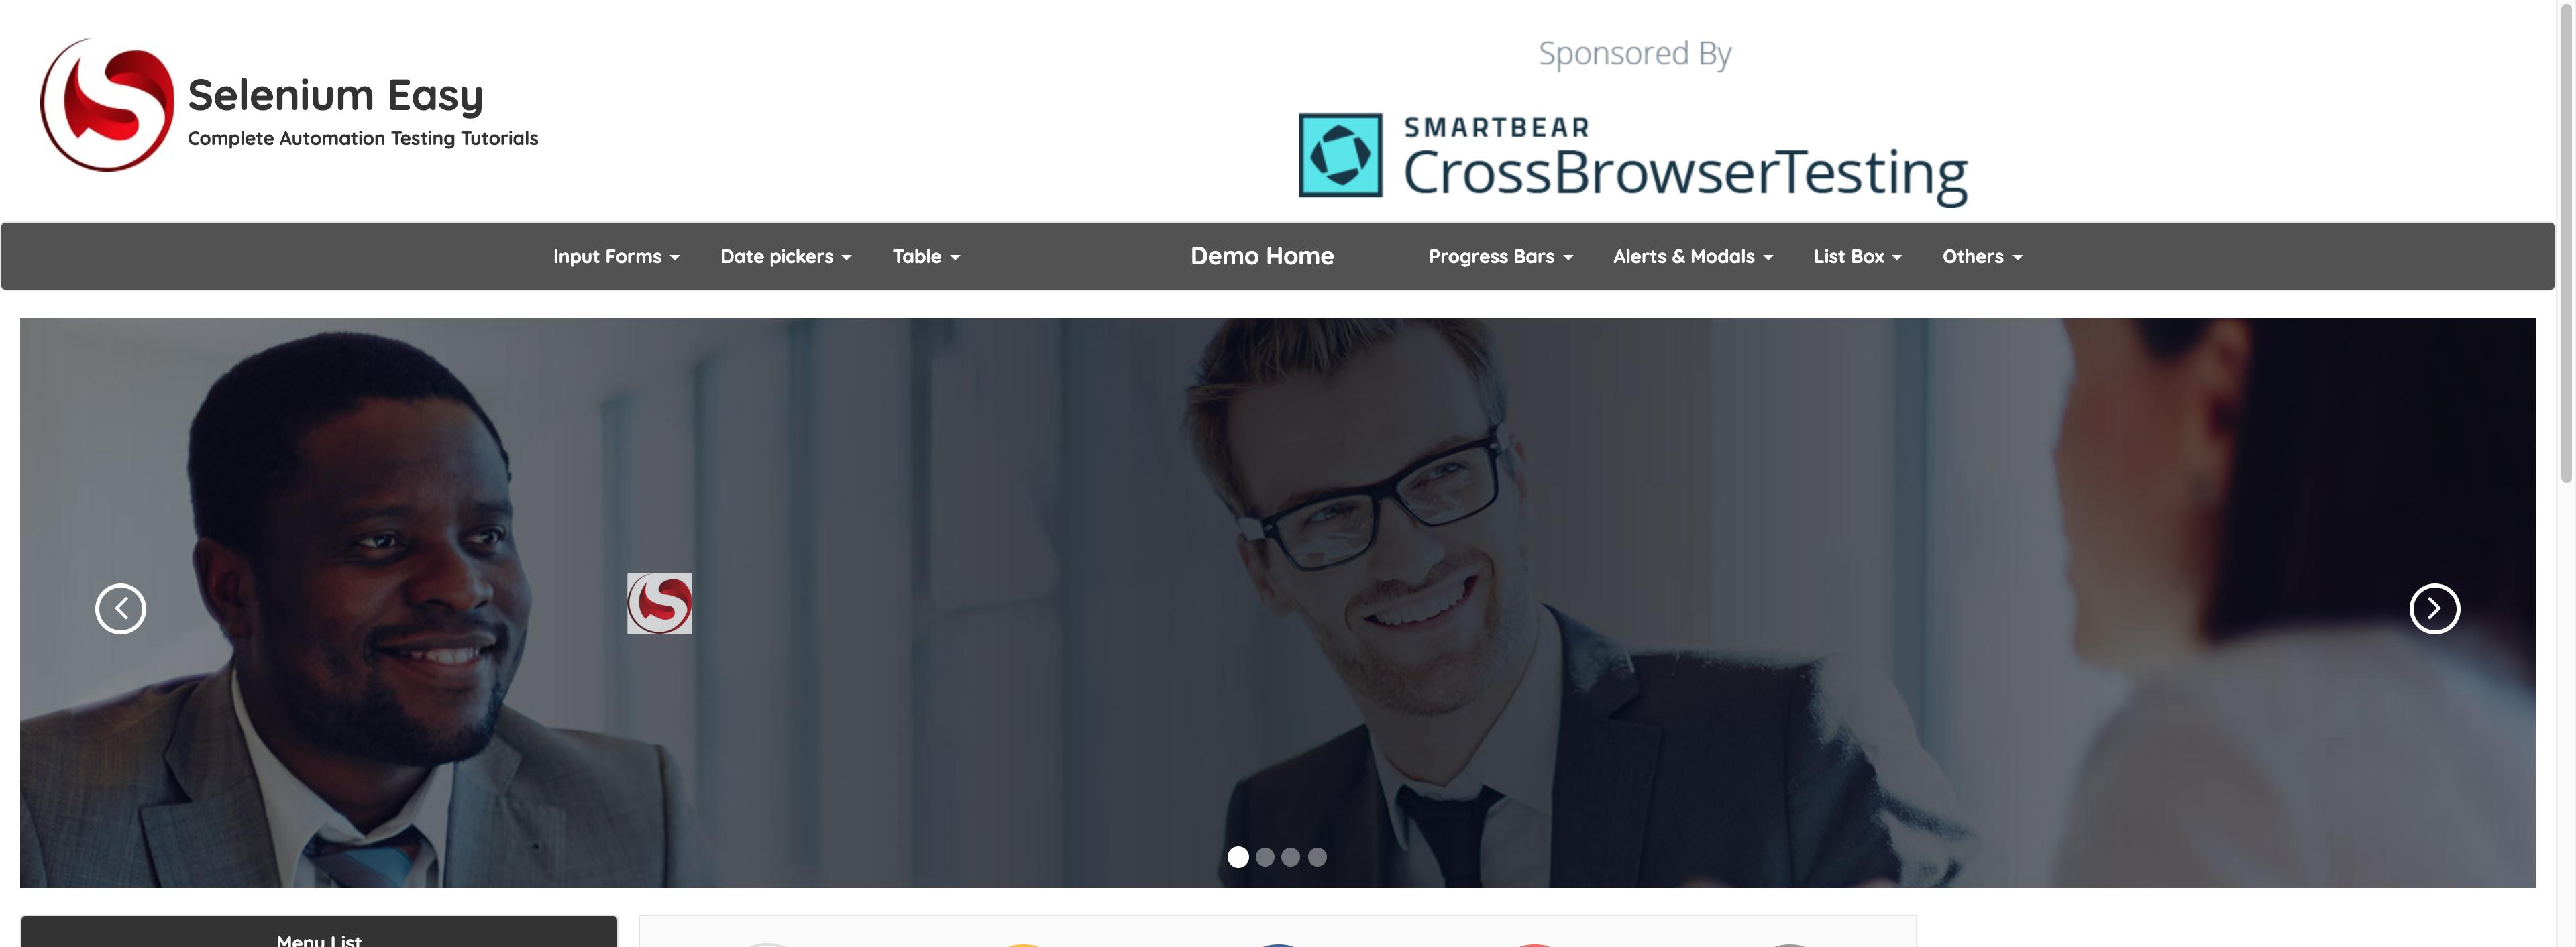 Selenium Easy
Complete Automation Testing Tutorials
Sponsored By
SMARTBEAR
CrossBrowserTesting
Input Forms
Date pickers
Table
Demo Home
Progress Bars
Alerts & Modals
List Box
Others
Menu List